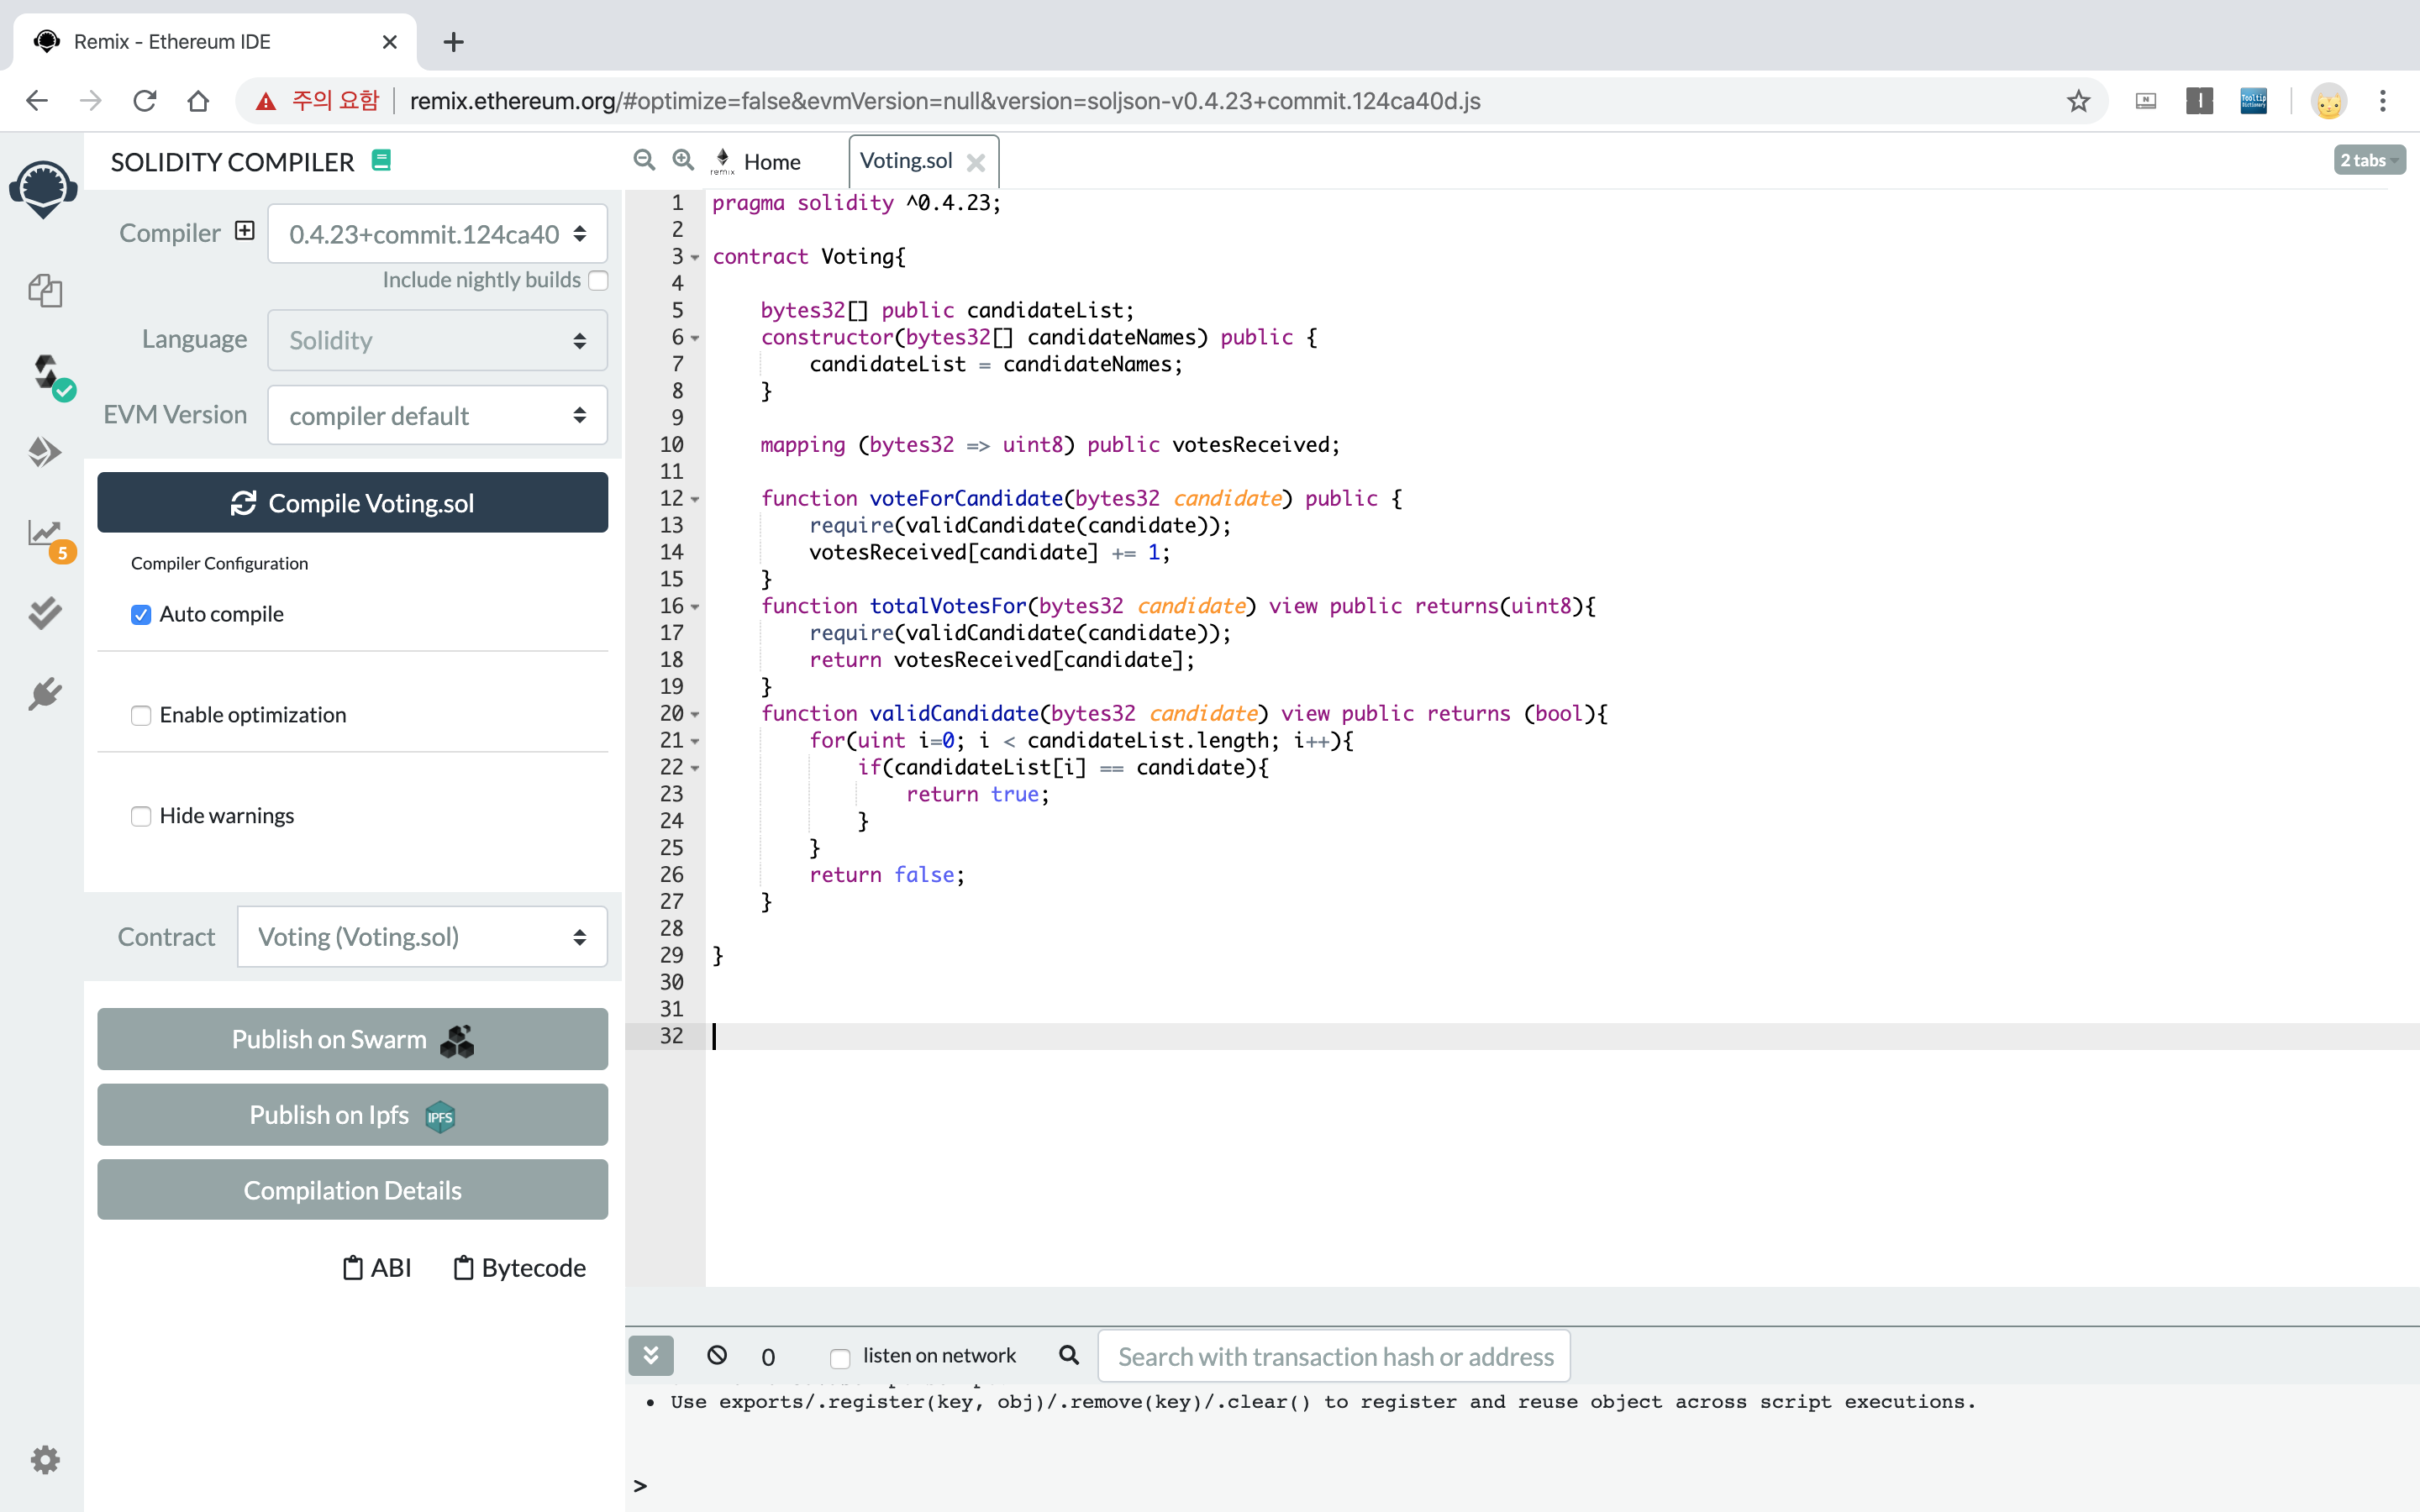 Remix - Ethereum IDE
주의 요함 remix.ethereum.org/#optimize=false&evmVersion=null&version=soljson-v0.4.23+commit.124ca40d.js
SOLIDITY COMPILER
Compiler 0.4.23+commit.124ca40
Include nightly builds
Language Solidity
EVM Version compiler default
Compile Voting.sol
Compiler Configuration
Auto compile
5
Enable optimization
Hide warnings
Contract Voting (Voting.sol)
Publish on Swarm
Publish on Ipfs IPFS
Compilation Details
ABI Bytecode
remix Home Voting.sol 2 tabs
1 pragma solidity ^0.4.23;
2
3 contract Voting{
4
5 bytes32[] public candidateList;
6 constructor(bytes32[] candidateNames) public {
7 candidateList = candidateNames;
8 }
9
10 mapping (bytes32 => uint8) public votesReceived;
11
12 function voteForCandidate(bytes32 candidate) public {
13 require(validCandidate(candidate));
14 votesReceived[candidate] += 1;
15 }
16 function totalVotesFor(bytes32 candidate) view public returns(uint8){
17 require(validCandidate(candidate));
18 return votesReceived[candidate];
19 }
20 function validCandidate(bytes32 candidate) view public returns (bool){
21 for(uint i=0; i < candidateList.length; i++){
22 if(candidateList[i] == candidate){
23 return true;
24 }
25 }
26 return false;
27 }
28
29 }
30
31
32
0 listen on network Search with transaction hash or address
• Use exports/.register(key, obj)/.remove(key)/.clear() to register and reuse object across script executions.
>